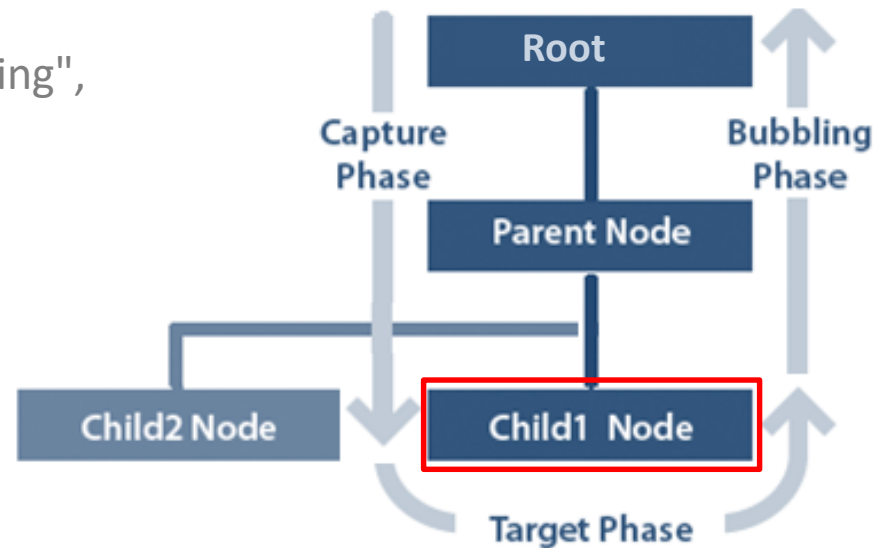 ing",
Root
Capture
Phase
Bubbling
Phase
Parent Node
Child2 Node
Child1 Node
Target Phase